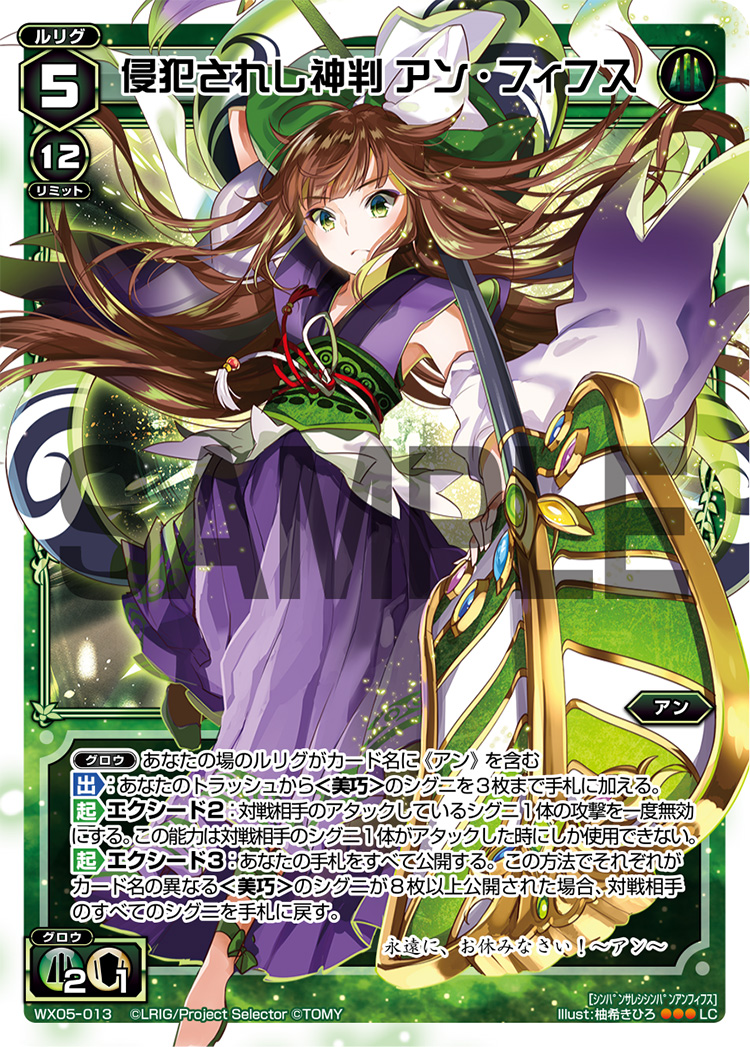 ルリグ
5
侵犯されし神判 アン・フィフス
12
リミット
SAMPLE
アン
グロウ あなたの場のルリグがカード名に《アン》を含む
出：あなたのトラッシュから<美巧>のシグニを３枚まで手札に加える。
起 エクシード2：対戦相手のアタックしているシグニ１体の攻撃を一度無効
にする。この能力は対戦相手のシグニ１体がアタックした時にしか使用できない。
起 エクシード3：あなたの手札をすべて公開する。この方法でそれぞれが
カード名の異なる<美巧>のシグニが８枚以上公開された場合、対戦相手
のすべてのシグニを手札に戻す。
永遠に、お休みなさい！～アン～
グロウ
2 1
[シンパンサレシシンパンアンフィフス]
WX05-013 ©LRIG/Project Selector ©TOMY Illust:柚希きひろ LC